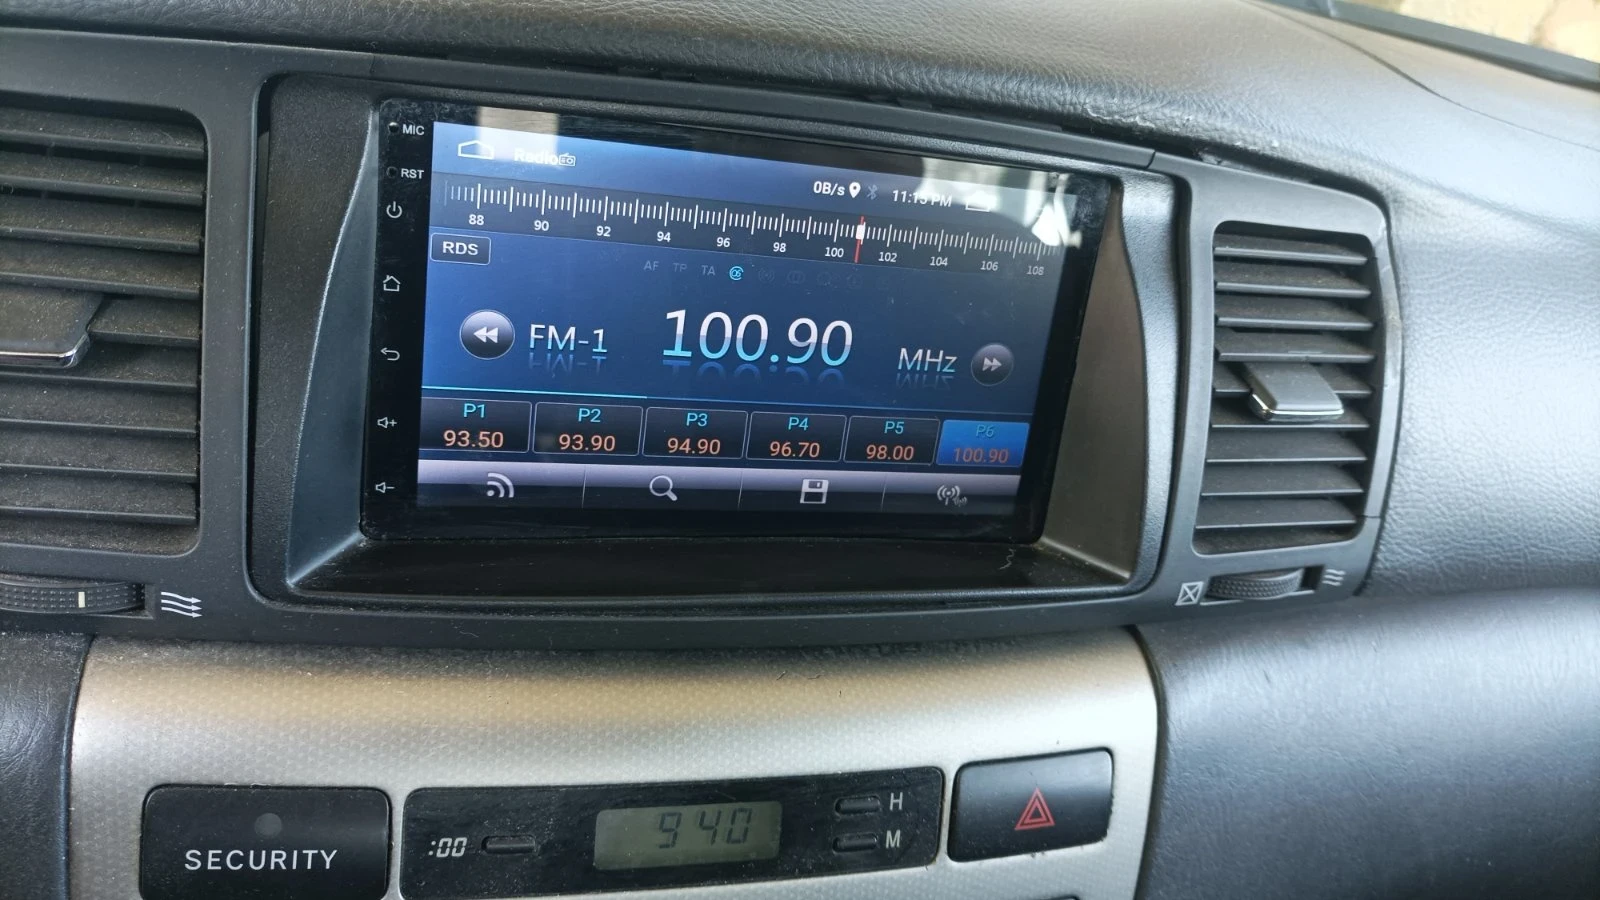 MIC
Radio
RST
0B/s 11:15 PM
88 90 92 94 96 98 100 102 104 106 108
RDS
AF TP TA
FM-1 100.90 MHz
P1 P2 P3 P4 P5 P6
93.50 93.90 94.90 96.70 98.00 100.90
SECURITY
:00 9 40 H
M